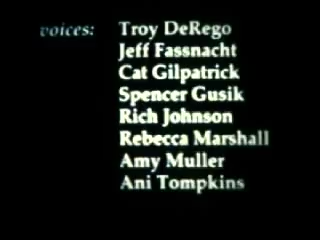 voices: Troy DeRego
Jeff Fassnacht
Cat Gilpatrick
Spencer Gusik
Rich Johnson
Rebecca Marshall
Amy Muller
Ani Tompkins